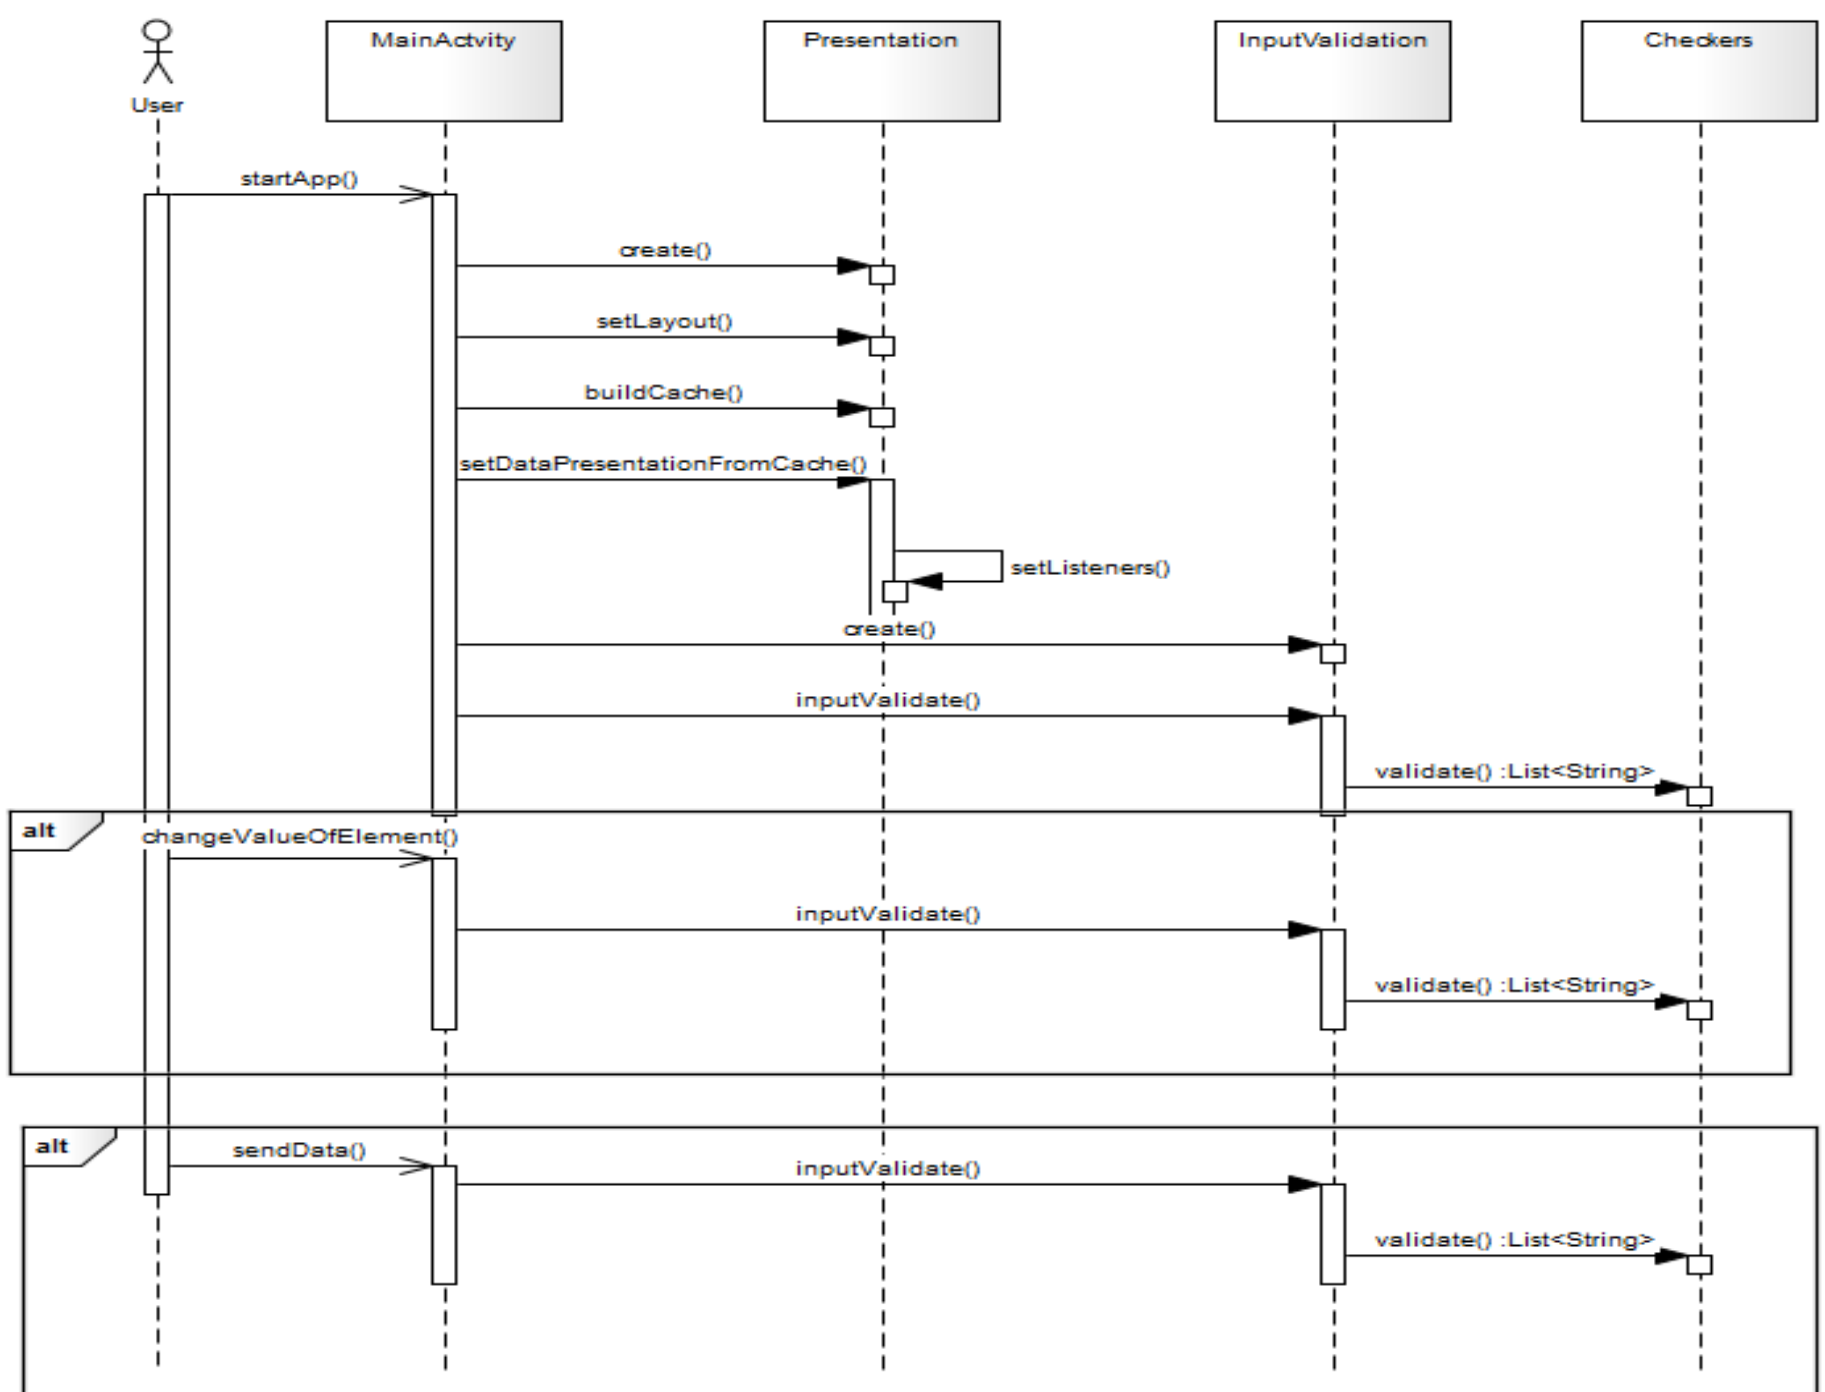 User
MainActvity
Presentation
InputValidation
Checkers
startApp()
create()
setLayout()
buildCache()
setDataPresentationFromCache()
setListeners()
create()
inputValidate()
validate() :List<String>
alt
changeValueOfElement()
inputValidate()
validate() :List<String>
alt
sendData()
inputValidate()
validate() :List<String>